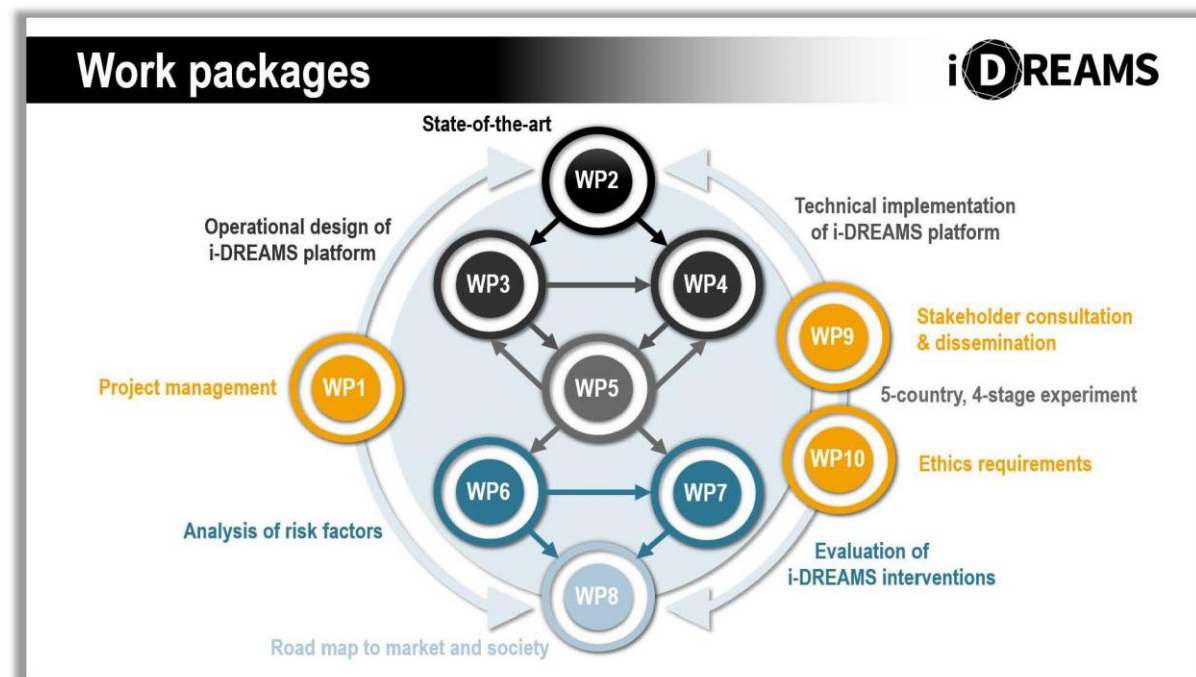 Work packages
iDREAMS
State-of-the-art
WP2
Operational design of
i-DREAMS platform
Technical implementation
of i-DREAMS platform
WP3
WP4
WP9
Stakeholder consultation
& dissemination
Project management
WP1
WP5
5-country, 4-stage experiment
WP10
Ethics requirements
WP6
WP7
Analysis of risk factors
Evaluation of
i-DREAMS interventions
WP8
Road map to market and society